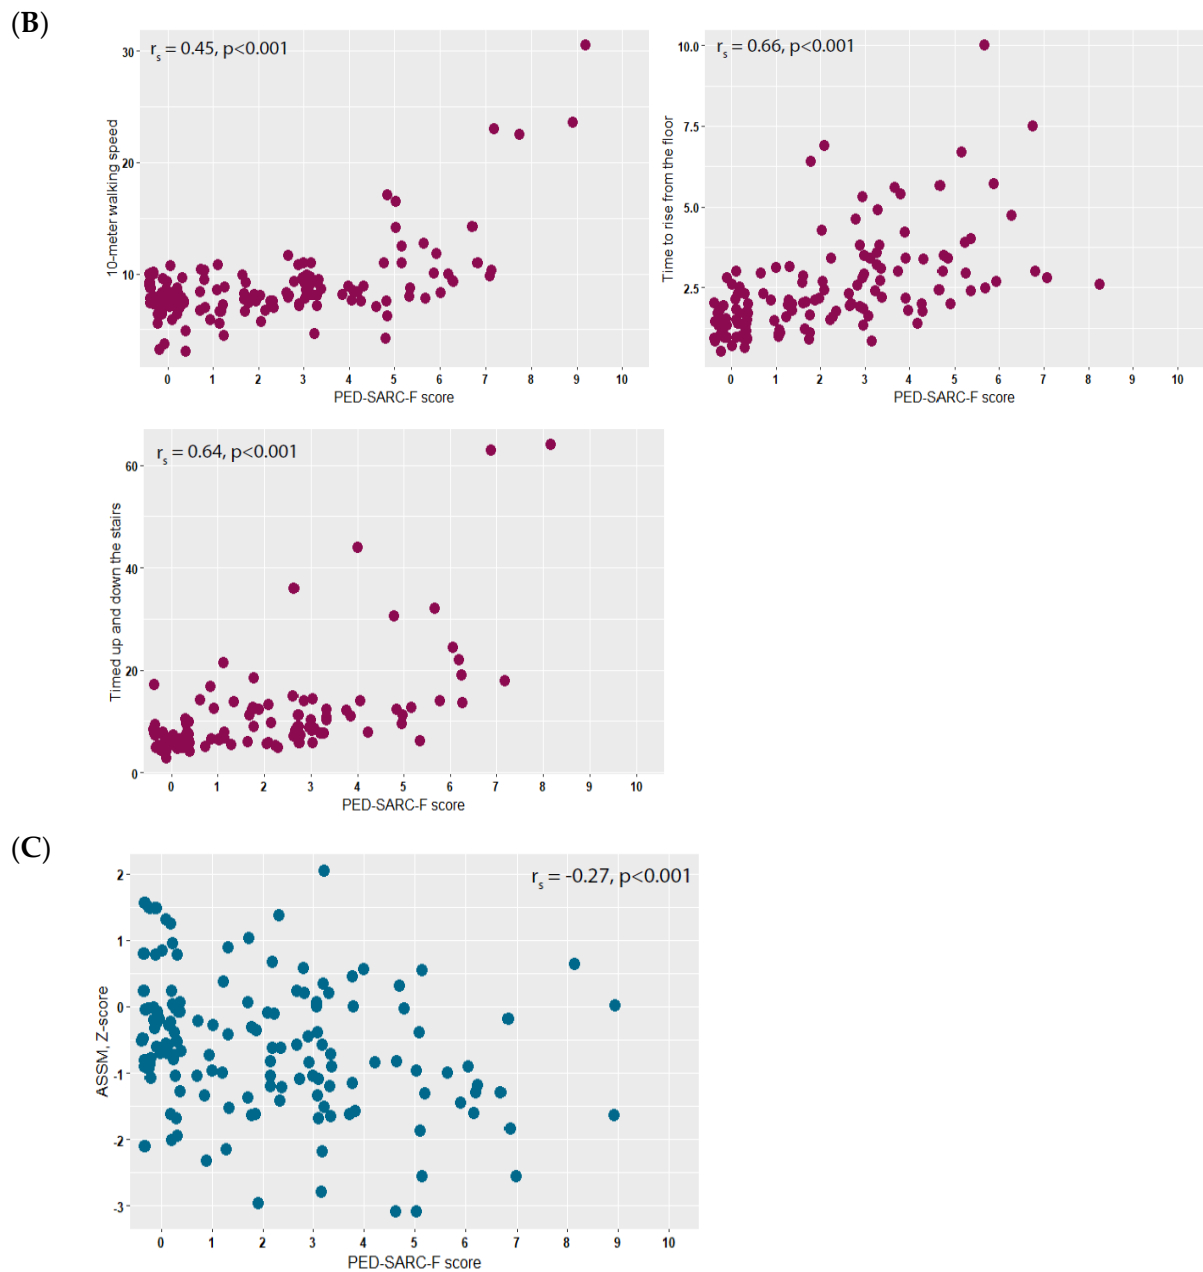 (B)
r_s = 0.45, p<0.001
10-meter walking speed
30
20
10
0 1 2 3 4 5 6 7 8 9 10
PED-SARC-F score
r_s = 0.66, p<0.001
Time to rise from the floor
10.0
7.5
5.0
2.5
0 1 2 3 4 5 6 7 8 9 10
PED-SARC-F score
r_s = 0.64, p<0.001
Timed up and down the stairs
60
40
20
0
0 1 2 3 4 5 6 7 8 9 10
PED-SARC-F score
(C)
r_s = -0.27, p<0.001
ASSM, Z-score
2
1
0
-1
-2
-3
0 1 2 3 4 5 6 7 8 9 10
PED-SARC-F score